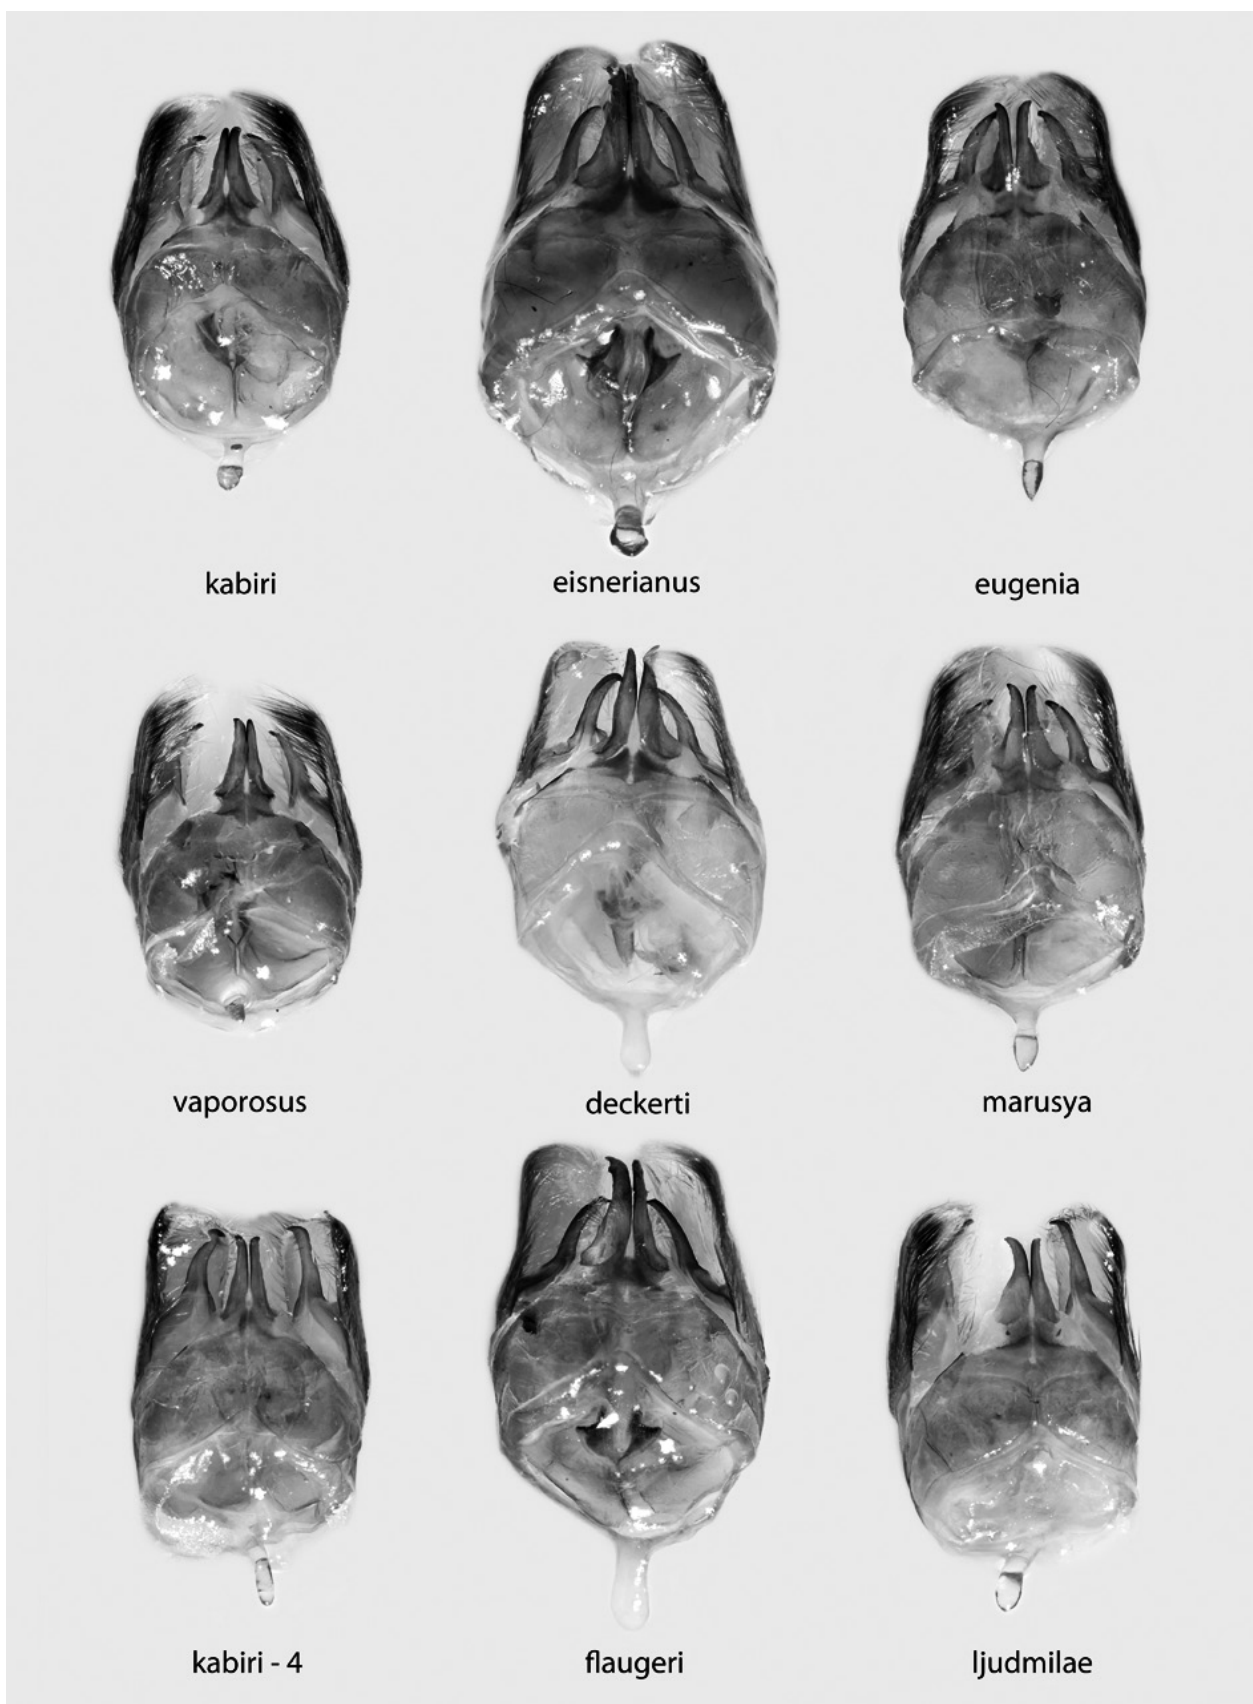 kabiri
eisnerianus
eugenia
vaporosus
deckerti
marusya
kabiri - 4
flaugeri
ljudmilae